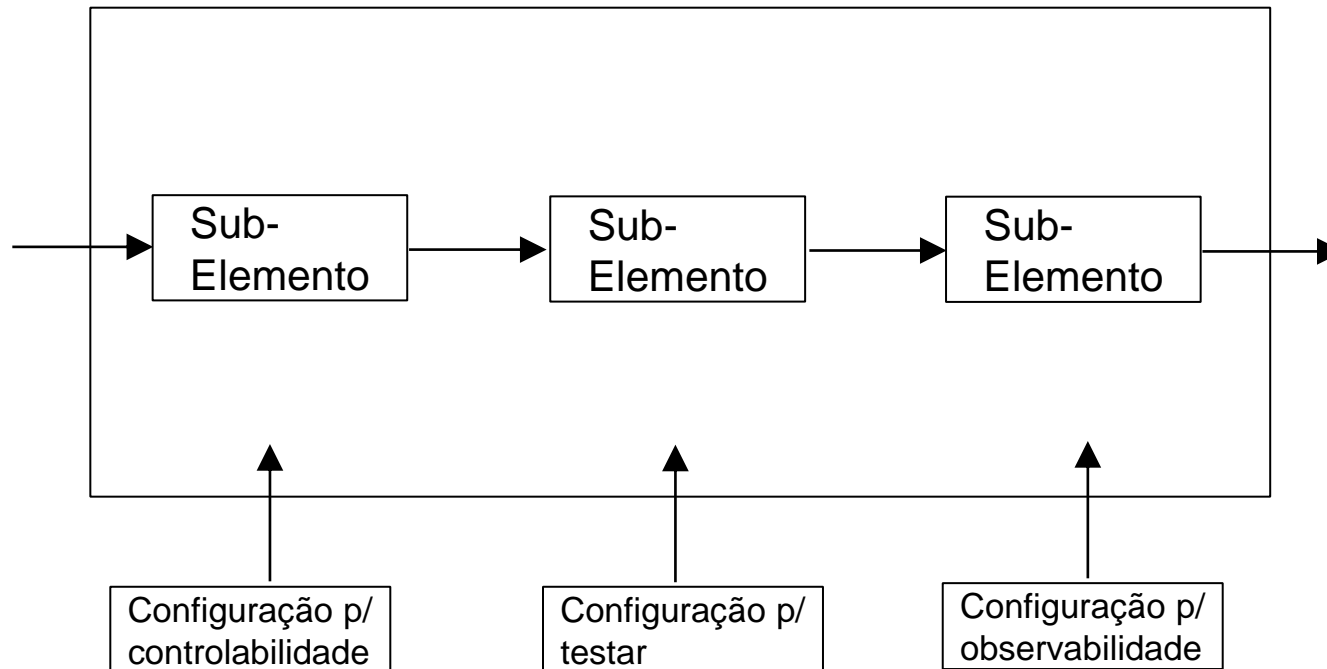 Sub-
Elemento
Sub-
Elemento
Sub-
Elemento
Configuração p/
controlabilidade
Configuração p/
testar
Configuração p/
observabilidade